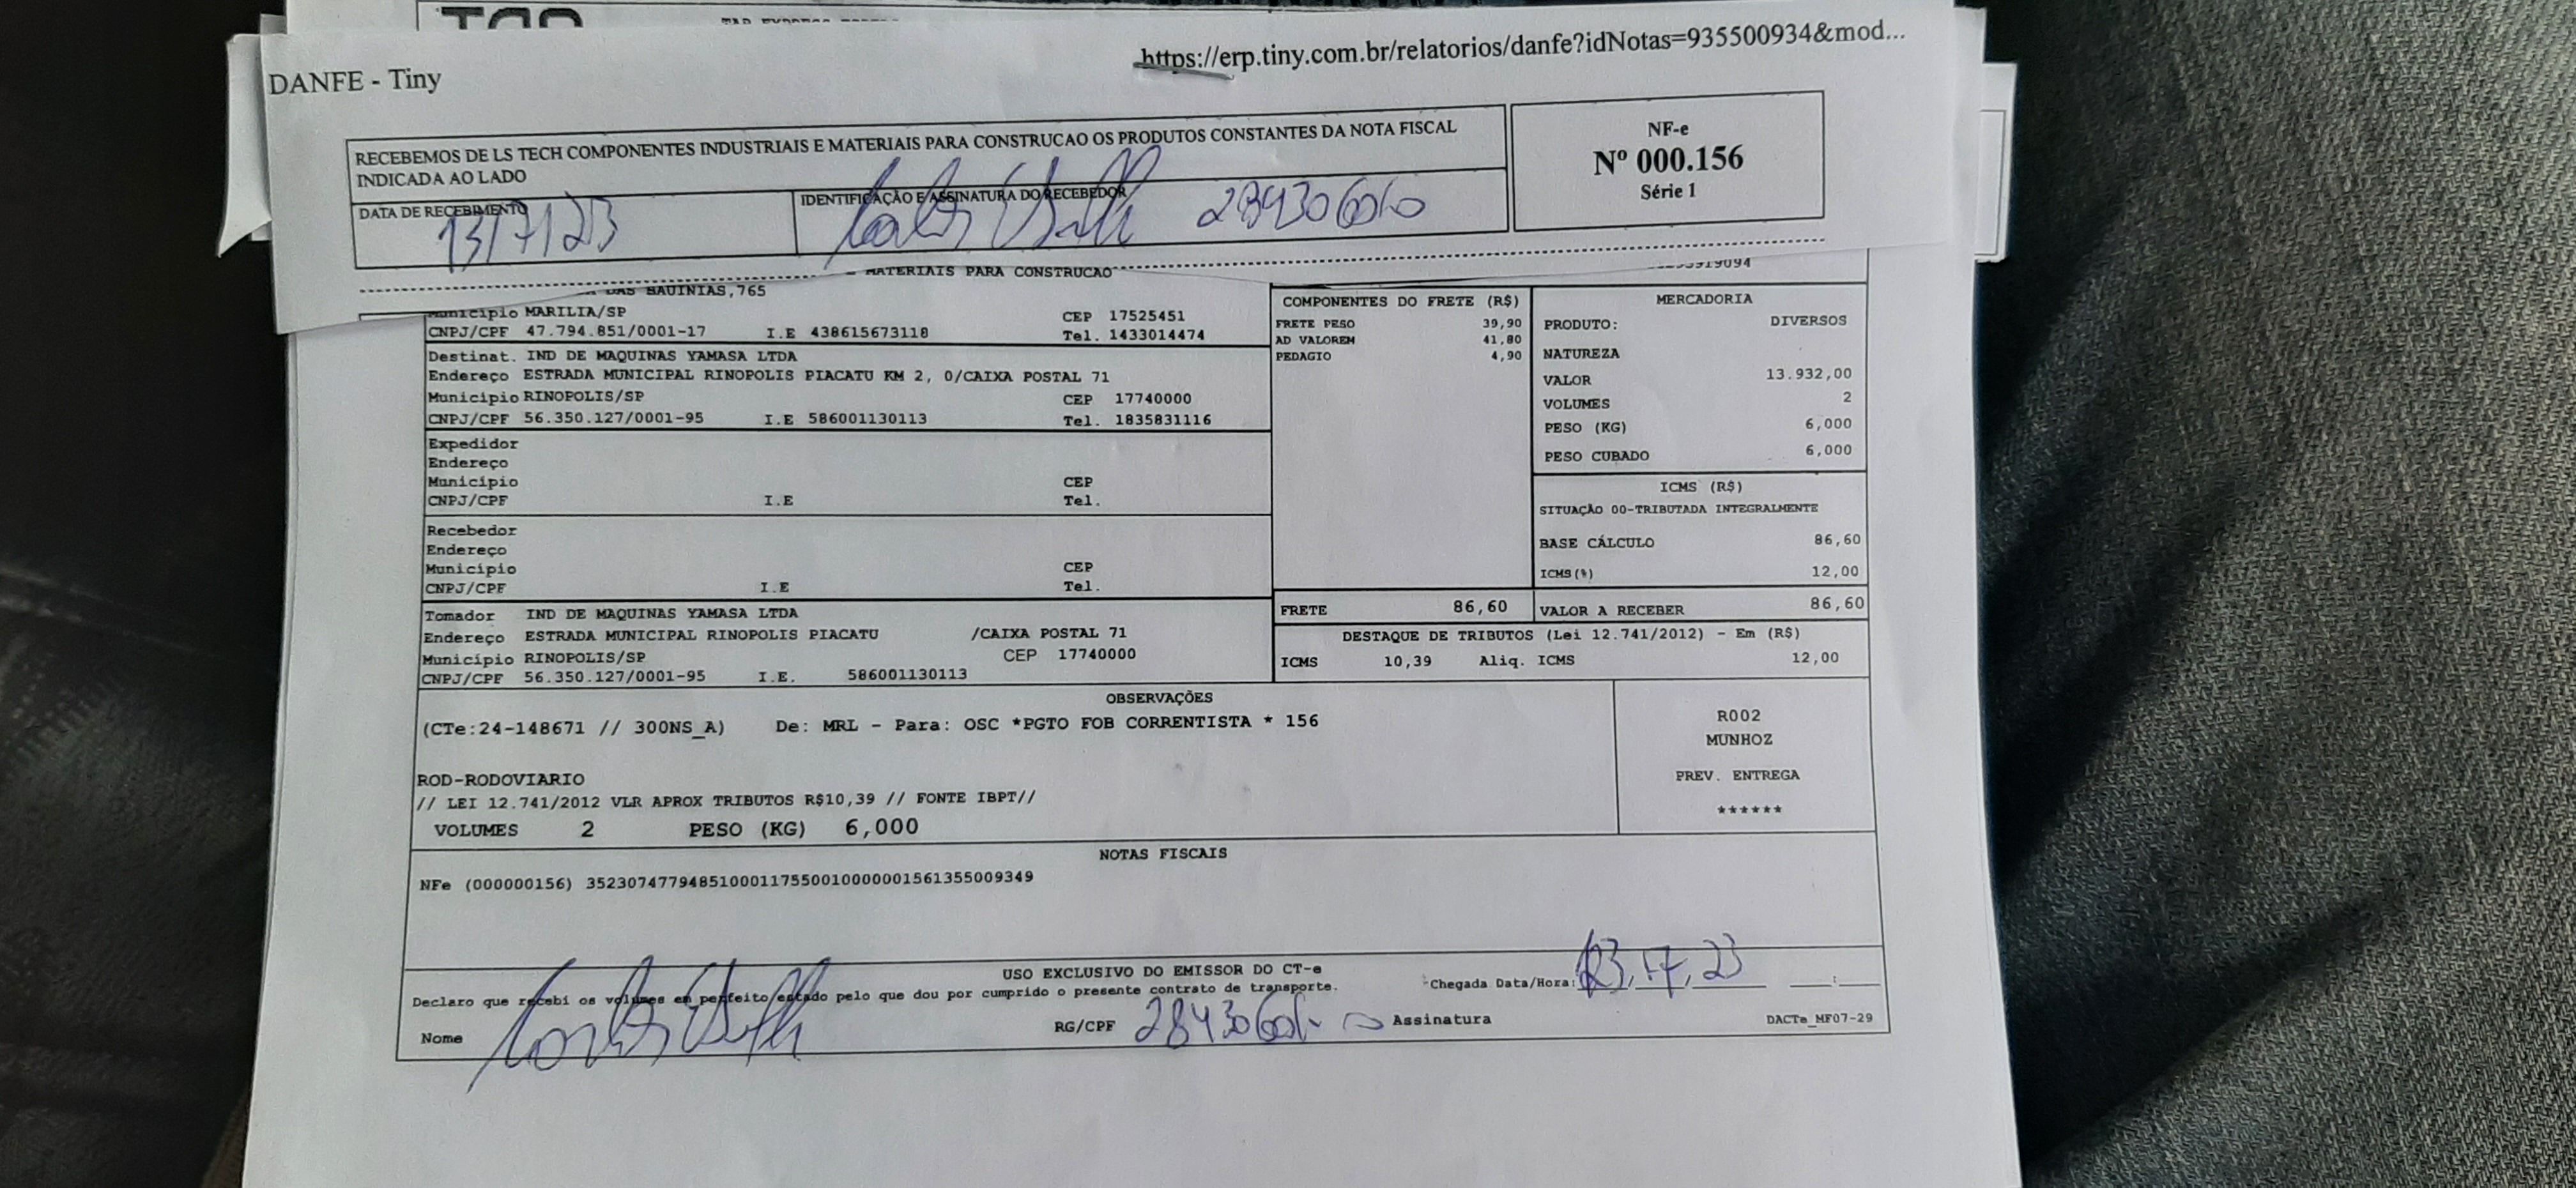 DANFE - Tiny
https://erp.tiny.com.br/relatorios/danfe?idNotas=935500934&mod...
RECEBEMOS DE LS TECH COMPONENTES INDUSTRIAIS E MATERIAIS PARA CONSTRUCAO OS PRODUTOS CONSTANTES DA NOTA FISCAL
INDICADA AO LADO
DATA DE RECEBIMENTO
13/7/23
IDENTIFICAÇÃO E ASSINATURA DO RECEBEDOR
NF-e
Nº 000.156
Série 1
MATERIAIS PARA CONSTRUCAO
DAS BAUINIAS,765
Município MARILIA/SP CEP 17525451
CNPJ/CPF 47.794.851/0001-17 I.E 438615673118 Tel. 1433014474
Destinat. IND DE MAQUINAS YAMASA LTDA
Endereço ESTRADA MUNICIPAL RINOPOLIS PIACATU KM 2, 0/CAIXA POSTAL 71
Município RINOPOLIS/SP CEP 17740000
CNPJ/CPF 56.350.127/0001-95 I.E 586001130113 Tel. 1835831116
Expedidor
Endereço
Município CEP
CNPJ/CPF I.E Tel.
Recebedor
Endereço
Município CEP
CNPJ/CPF I.E Tel.
Tomador IND DE MAQUINAS YAMASA LTDA
Endereço ESTRADA MUNICIPAL RINOPOLIS PIACATU /CAIXA POSTAL 71
Município RINOPOLIS/SP CEP 17740000
CNPJ/CPF 56.350.127/0001-95 I.E. 586001130113
COMPONENTES DO FRETE (R$)
FRETE PESO 39,90
AD VALOREM 41,80
PEDAGIO 4,90
MERCADORIA
PRODUTO: DIVERSOS
NATUREZA
VALOR 13.932,00
VOLUMES 2
PESO (KG) 6,000
PESO CUBADO 6,000
ICMS (R$)
SITUAÇÃO 00-TRIBUTADA INTEGRALMENTE
BASE CÁLCULO 86,60
ICMS(%) 12,00
FRETE 86,60 VALOR A RECEBER 86,60
DESTAQUE DE TRIBUTOS (Lei 12.741/2012) - Em (R$)
ICMS 10,39 Aliq. ICMS 12,00
OBSERVAÇÕES
(CTe:24-148671 // 300NS_A) De: MRL - Para: OSC *PGTO FOB CORRENTISTA * 156
ROD-RODOVIARIO
// LEI 12.741/2012 VLR APROX TRIBUTOS R$10,39 // FONTE IBPT//
VOLUMES 2 PESO (KG) 6,000
R002
MUNHOZ
PREV. ENTREGA
******
NOTAS FISCAIS
NFe (000000156) 35230747794851000117550010000001561355009349
USO EXCLUSIVO DO EMISSOR DO CT-e
Declaro que recebi os volumes em perfeito estado pelo que dou por cumprido o presente contrato de transporte.
Chegada Data/Hora:
Nome RG/CPF Assinatura
DACTe_MF07-29